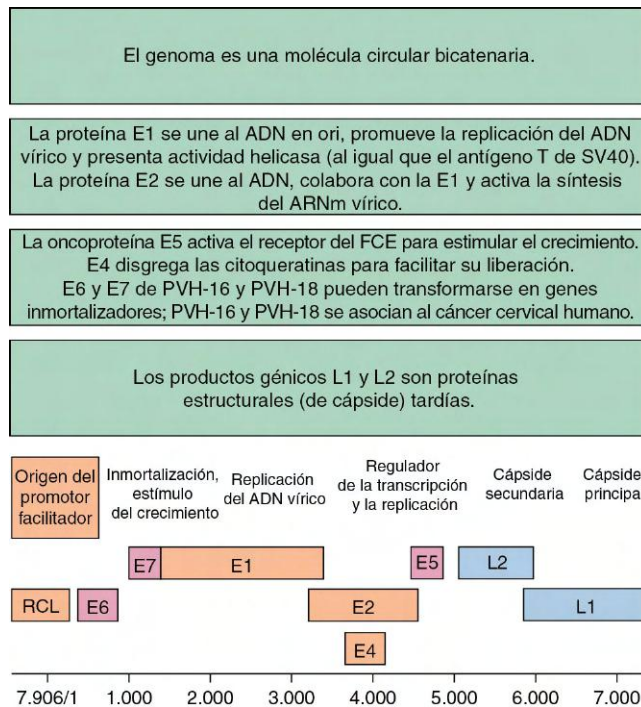 El genoma es una molécula circular bicatenaria.
La proteína E1 se une al ADN en ori, promueve la replicación del ADN
vírico y presenta actividad helicasa (al igual que el antígeno T de SV40).
La proteína E2 se une al ADN, colabora con la E1 y activa la síntesis
del ARNm vírico.
La oncoproteína E5 activa el receptor del FCE para estimular el crecimiento.
E4 disgrega las citoqueratinas para facilitar su liberación.
E6 y E7 de PVH-16 y PVH-18 pueden transformarse en genes
inmortalizadores; PVH-16 y PVH-18 se asocian al cáncer cervical humano.
Los productos génicos L1 y L2 son proteínas
estructurales (de cápside) tardías.
Origen del
promotor
facilitador
Inmortalización,
estímulo
del crecimiento
Replicación
del ADN vírico
Regulador
de la transcripción
y la replicación
Cápside
secundaria
Cápside
principa
E7 E1 E5 L2
RCL E6 E2 L1
E4
7.906/1 1.000 2.000 3.000 4.000 5.000 6.000 7.000